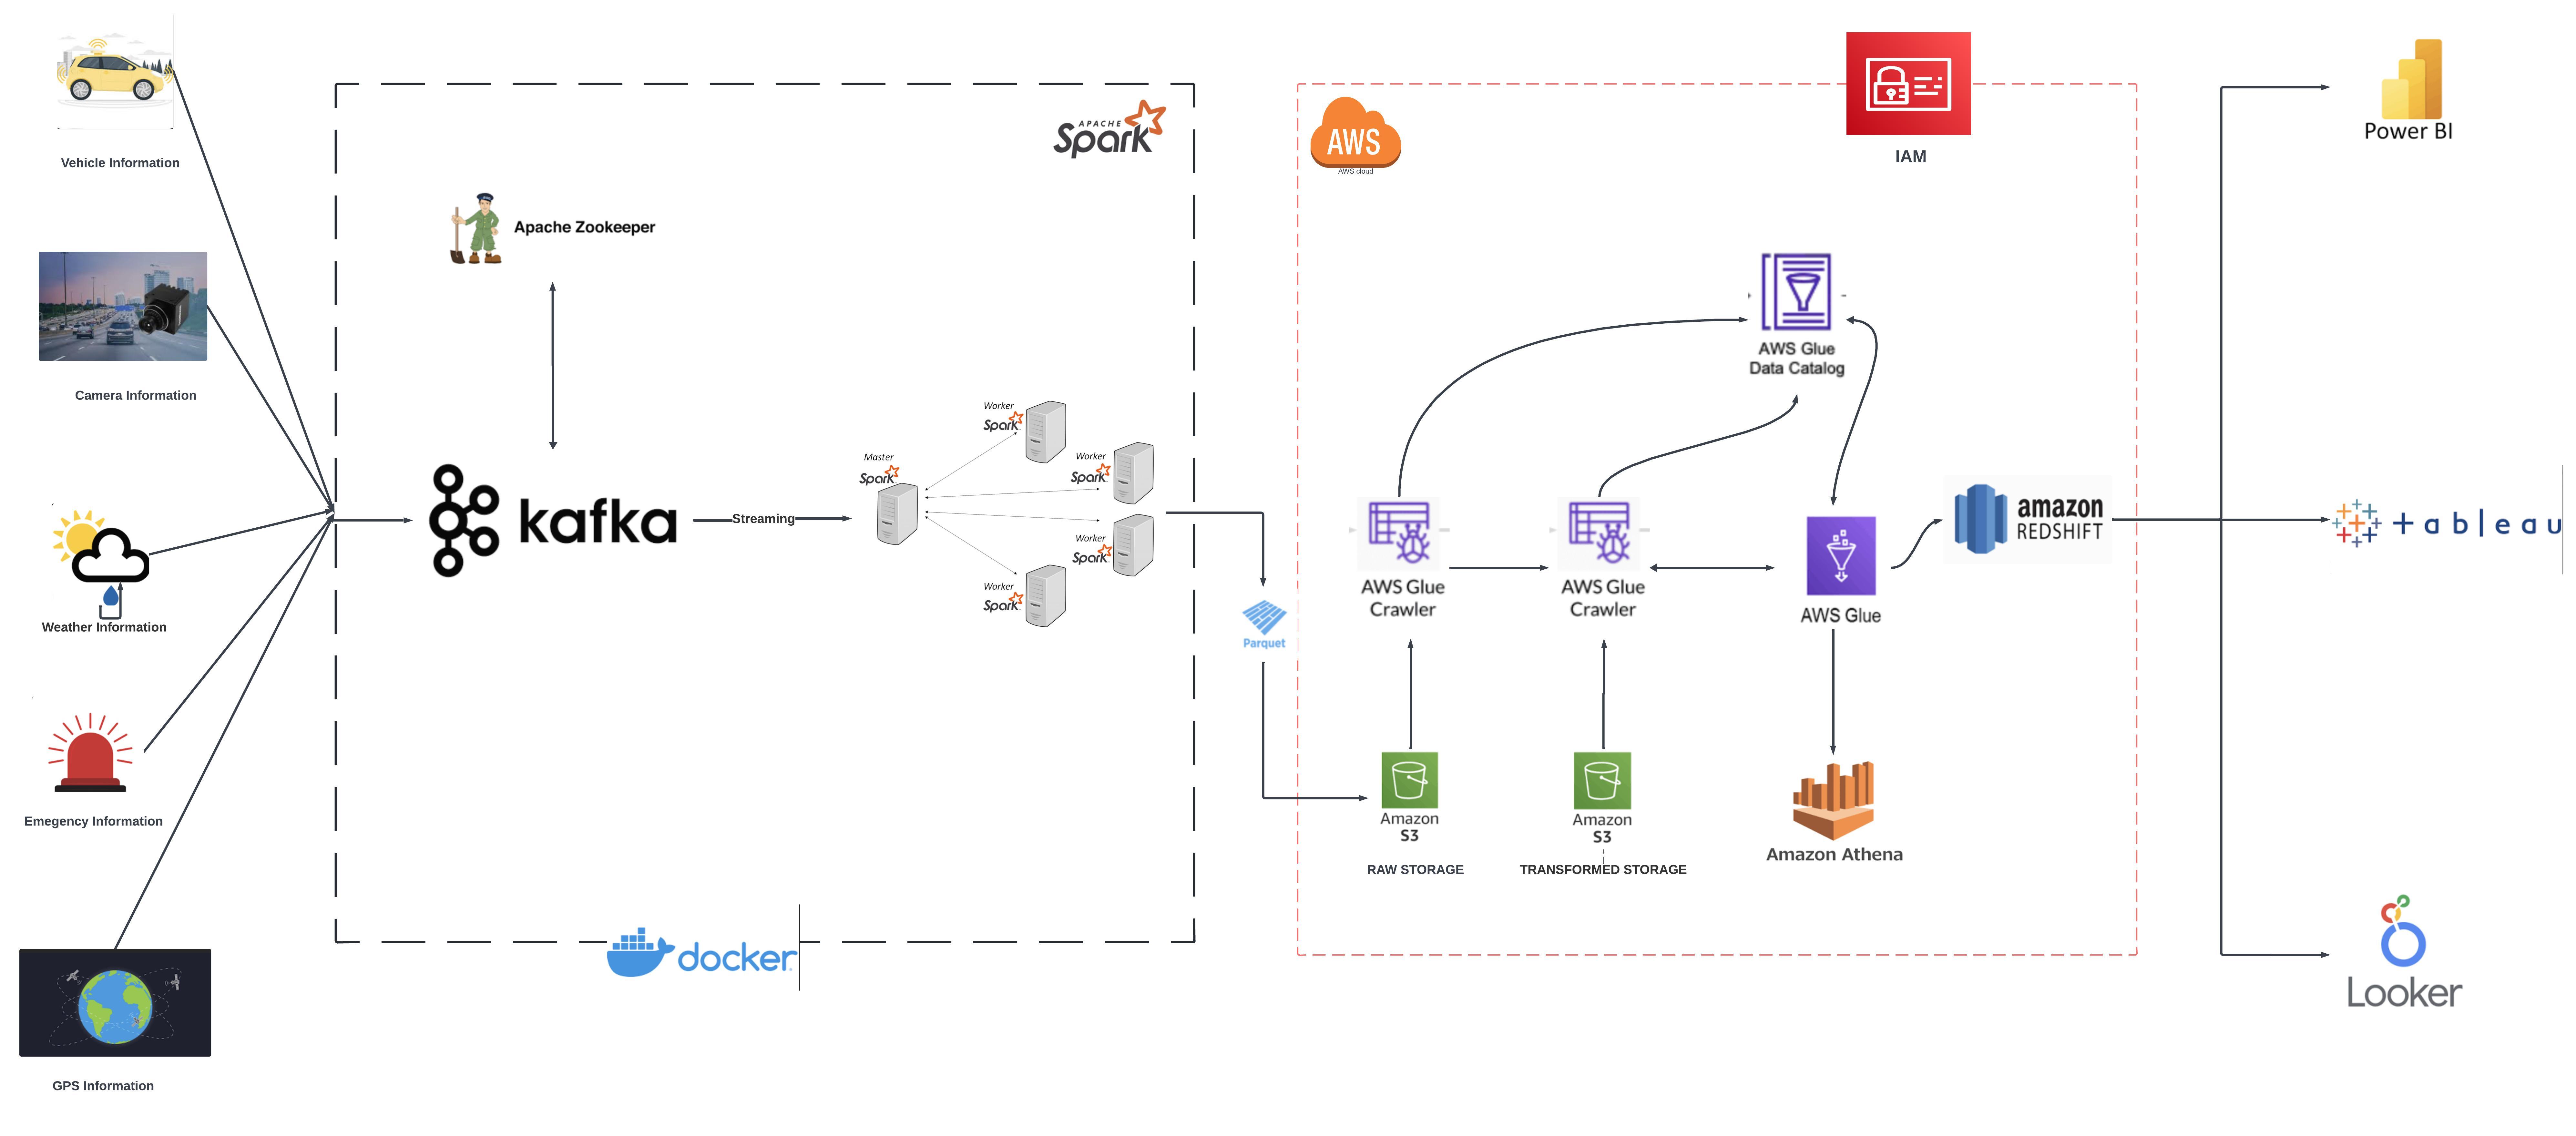 Vehicle Information
Camera Information
Weather Information
Emegency Information
GPS Information
APACHE
Spark
Apache Zookeeper
kafka
Streaming
Master
Spark
Worker
Spark
Worker
Spark
Worker
Spark
Worker
Spark
docker
Parquet
AWS
AWS cloud
IAM
AWS Glue
Data Catalog
AWS Glue
Crawler
AWS Glue
Crawler
AWS Glue
amazon
REDSHIFT
Amazon
S3
RAW STORAGE
Amazon
S3
TRANSFORMED STORAGE
Amazon Athena
Power BI
+ableau
Looker